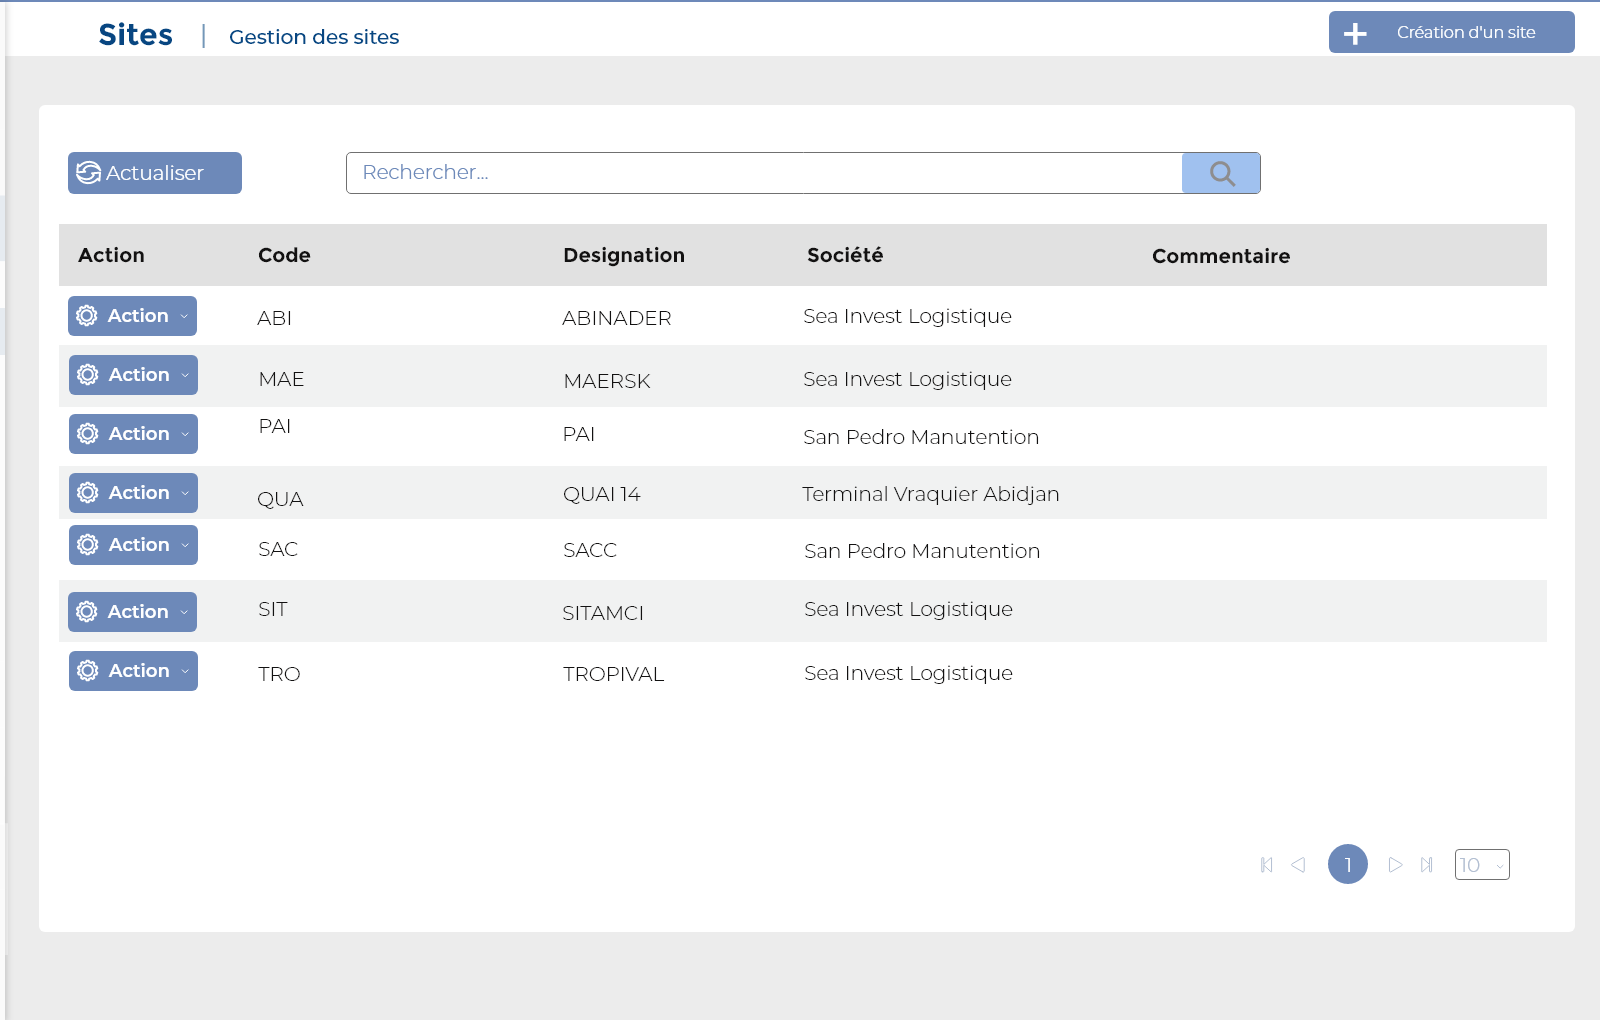 Sites | Gestion des sites
Création d'un site
Actualiser
Rechercher...
Action Code Designation Société Commentaire
Action ABI ABINADER Sea Invest Logistique
Action MAE MAERSK Sea Invest Logistique
Action PAI PAI San Pedro Manutention
Action QUA QUAI 14 Terminal Vraquier Abidjan
Action SAC SACC San Pedro Manutention
Action SIT SITAMCI Sea Invest Logistique
Action TRO TROPIVAL Sea Invest Logistique
1 10